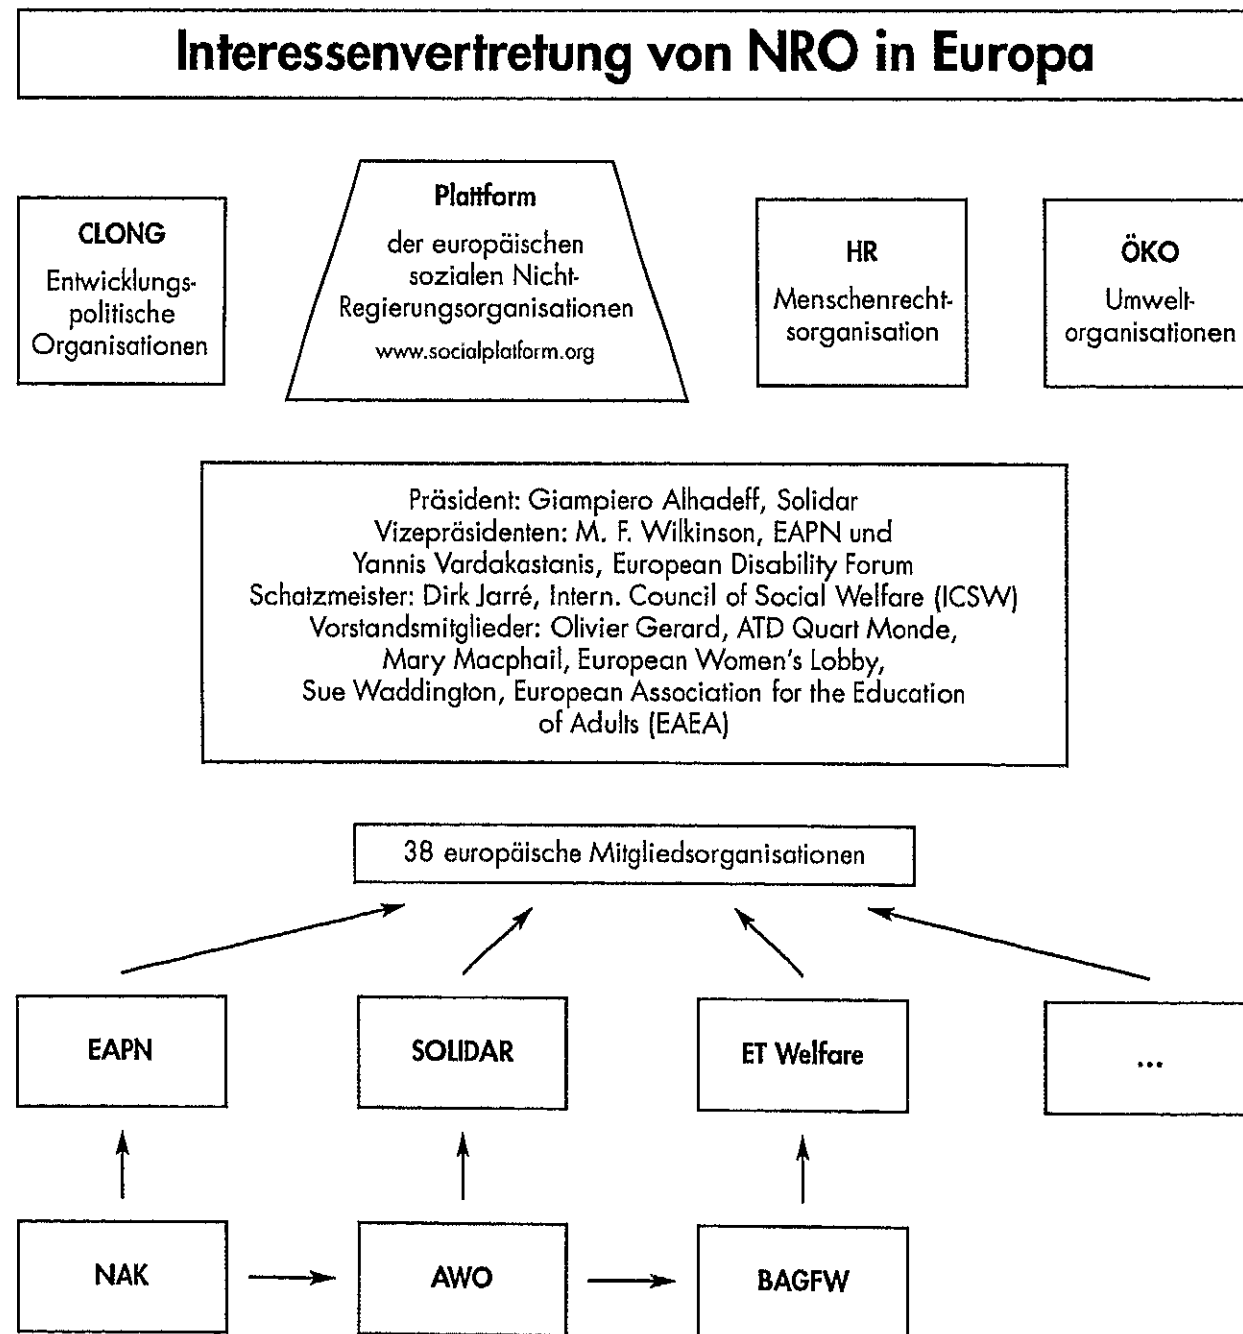 Interessenvertretung von NRO in Europa
CLONG
Entwicklungs-
politische
Organisationen
Plattform
der europäischen
sozialen Nicht-
Regierungsorganisationen
www.socialplatform.org
HR
Menschenrecht-
sorganisation
ÖKO
Umwelt-
organisationen
Präsident: Giampiero Alhadeff, Solidar
Vizepräsidenten: M. F. Wilkinson, EAPN und
Yannis Vardakastanis, European Disability Forum
Schatzmeister: Dirk Jarré, Intern. Council of Social Welfare (ICSW)
Vorstandsmitglieder: Olivier Gerard, ATD Quart Monde,
Mary Macphail, European Women's Lobby,
Sue Waddington, European Association for the Education
of Adults (EAEA)
38 europäische Mitgliedsorganisationen
EAPN
SOLIDAR
ET Welfare
...
NAK
AWO
BAGFW